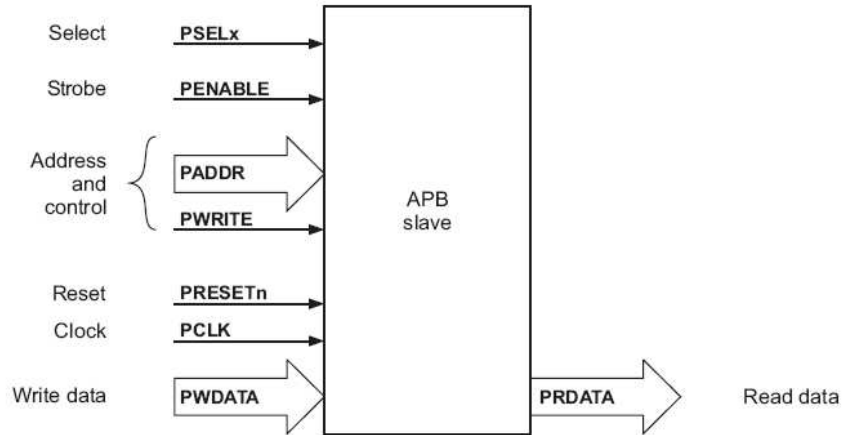 Select PSELx
Strobe PENABLE
Address
and
control
PADDR
PWRITE
APB
slave
Reset PRESETn
Clock PCLK
Write data PWDATA
PRDATA Read data